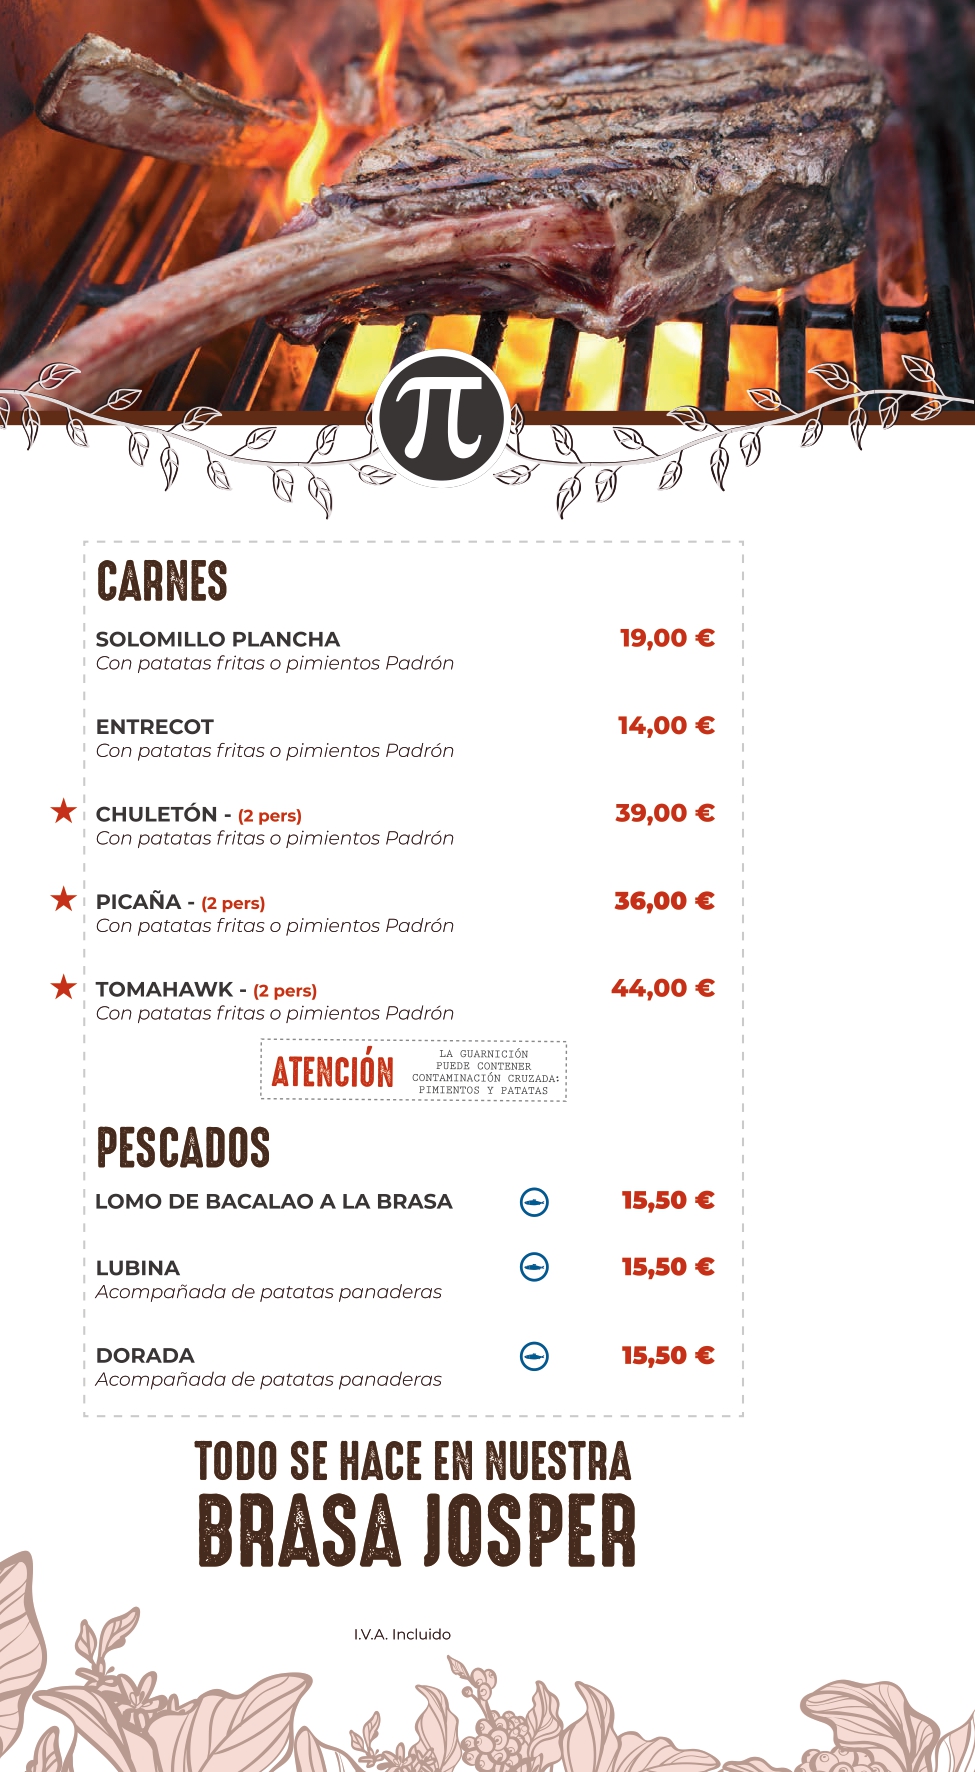 π
CARNES
SOLOMILLO PLANCHA 19,00 €
Con patatas fritas o pimientos Padrón
ENTRECOT 14,00 €
Con patatas fritas o pimientos Padrón
★ CHULETÓN - (2 pers) 39,00 €
Con patatas fritas o pimientos Padrón
★ PICAÑA - (2 pers) 36,00 €
Con patatas fritas o pimientos Padrón
★ TOMAHAWK - (2 pers) 44,00 €
Con patatas fritas o pimientos Padrón
ATENCIÓN
LA GUARNICIÓN
PUEDE CONTENER
CONTAMINACIÓN CRUZADA:
PIMIENTOS Y PATATAS
PESCADOS
LOMO DE BACALAO A LA BRASA 15,50 €
LUBINA 15,50 €
Acompañada de patatas panaderas
DORADA 15,50 €
Acompañada de patatas panaderas
TODO SE HACE EN NUESTRA
BRASA JOSPER
I.V.A. Incluido